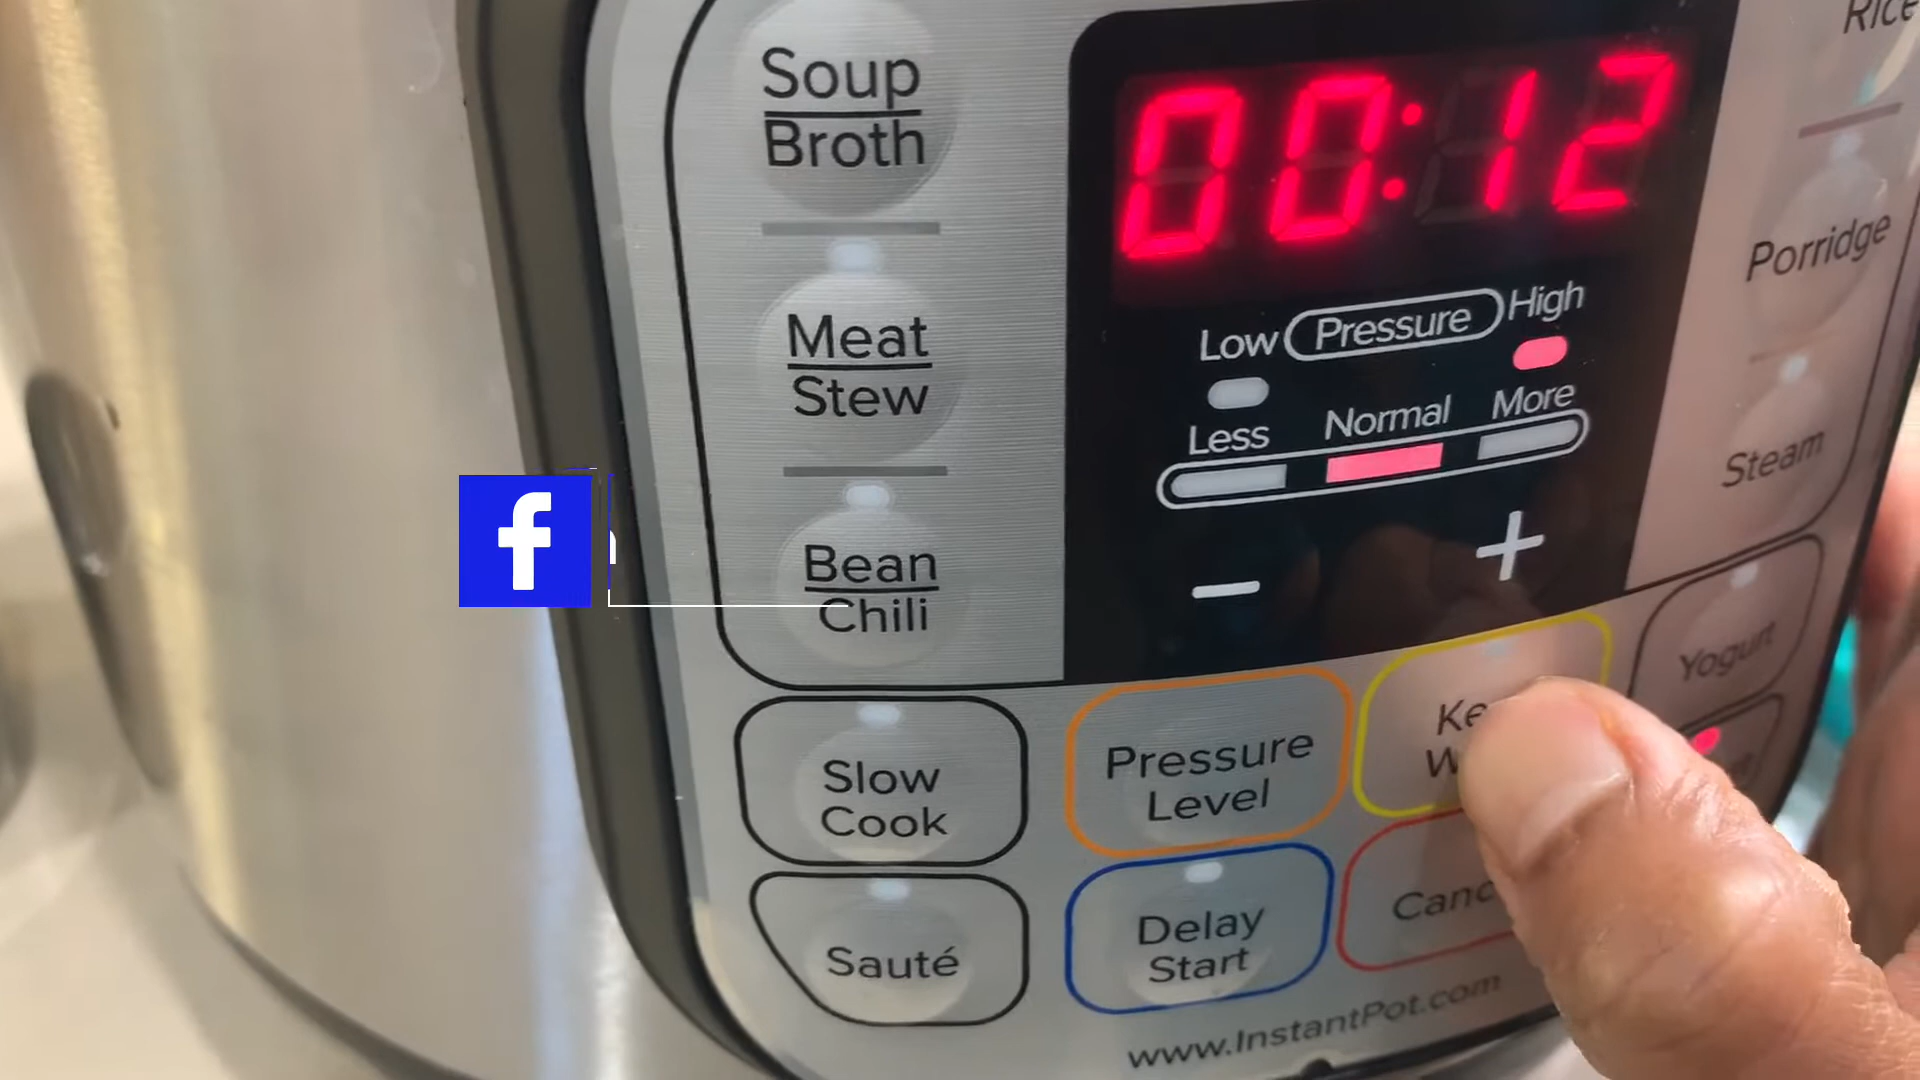 Soup
Broth
Meat
Stew
Bean
Chili
00:12
Low Pressure High
Less Normal More
Rice
Porridge
Steam
Yogurt
Slow
Cook
Pressure
Level
Sauté
Delay
Start
www.InstantPot.com
f